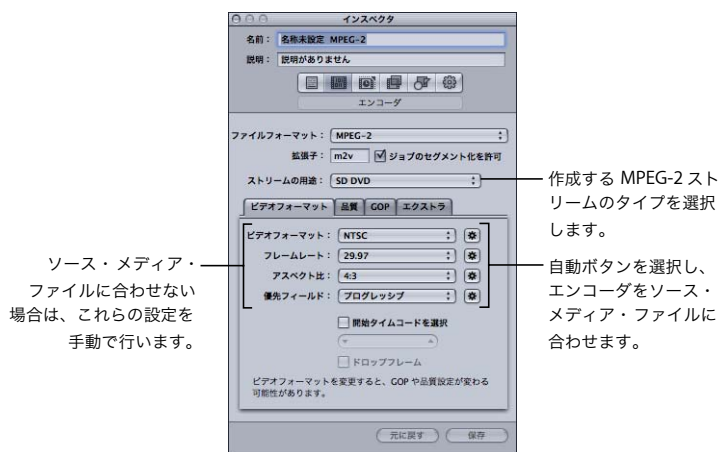 インスペクタ
名前： 名称未設定 MPEG-2
説明： 説明がありません
エンコーダ
ファイルフォーマット： MPEG-2
拡張子： m2v ジョブのセグメント化を許可
ストリームの用途： SD DVD
作成する MPEG-2 スト
リームのタイプを選択
します。
ビデオフォーマット 品質 GOP エクストラ
ビデオフォーマット： NTSC
フレームレート： 29.97
アスペクト比： 4:3
優先フィールド： プログレッシブ
ソース・メディア・
ファイルに合わせない
場合は、これらの設定を
手動で行います。
自動ボタンを選択し、
エンコーダをソース・
メディア・ファイルに
合わせます。
開始タイムコードを選択
ドロップフレーム
ビデオフォーマットを変更すると、GOP や品質設定が変わる
可能性があります。
元に戻す 保存